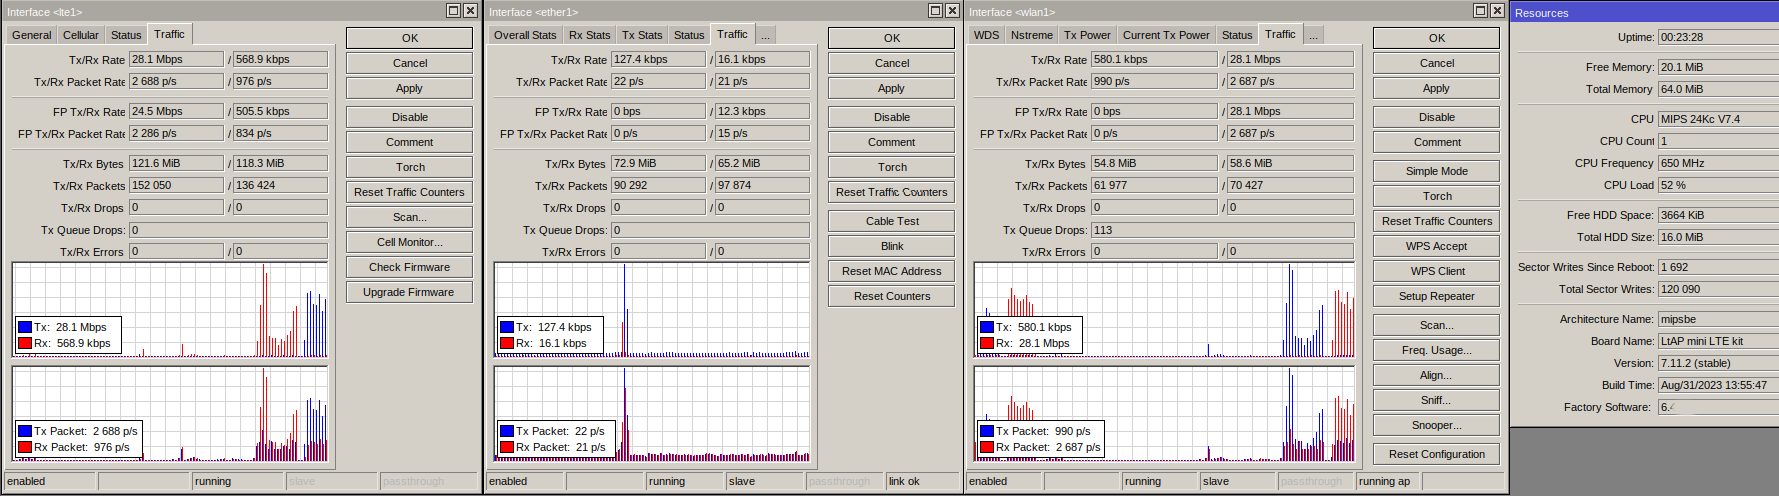 Interface <lte1>
General Cellular Status Traffic
Tx/Rx Rate 28.1 Mbps / 568.9 kbps
Tx/Rx Packet Rate 2 688 p/s / 976 p/s
FP Tx/Rx Rate 24.5 Mbps / 505.5 kbps
FP Tx/Rx Packet Rate 2 286 p/s / 834 p/s
Tx/Rx Bytes 121.6 MiB / 118.3 MiB
Tx/Rx Packets 152 050 / 136 424
Tx/Rx Drops 0 / 0
Tx Queue Drops: 0
Tx/Rx Errors 0 / 0
Tx: 28.1 Mbps
Rx: 568.9 kbps
Tx Packet: 2 688 p/s
Rx Packet: 976 p/s
OK
Cancel
Apply
Disable
Comment
Torch
Reset Traffic Counters
Scan...
Cell Monitor...
Check Firmware
Upgrade Firmware
enabled running slave passthrough
Interface <ether1>
Overall Stats Rx Stats Tx Stats Status Traffic ...
Tx/Rx Rate 127.4 kbps / 16.1 kbps
Tx/Rx Packet Rate 22 p/s / 21 p/s
FP Tx/Rx Rate 0 bps / 12.3 kbps
FP Tx/Rx Packet Rate 0 p/s / 15 p/s
Tx/Rx Bytes 72.9 MiB / 65.2 MiB
Tx/Rx Packets 90 292 / 97 874
Tx/Rx Drops 0 / 0
Tx Queue Drops: 0
Tx/Rx Errors 0 / 0
Tx: 127.4 kbps
Rx: 16.1 kbps
Tx Packet: 22 p/s
Rx Packet: 21 p/s
OK
Cancel
Apply
Disable
Comment
Torch
Reset Traffic Counters
Cable Test
Blink
Reset MAC Address
Reset Counters
enabled running slave passthrough link ok
Interface <wlan1>
WDS Nstreme Tx Power Current Tx Power Status Traffic ...
Tx/Rx Rate 580.1 kbps / 28.1 Mbps
Tx/Rx Packet Rate 990 p/s / 2 687 p/s
FP Tx/Rx Rate 0 bps / 28.1 Mbps
FP Tx/Rx Packet Rate 0 p/s / 2 687 p/s
Tx/Rx Bytes 54.8 MiB / 58.6 MiB
Tx/Rx Packets 61 977 / 70 427
Tx/Rx Drops 0 / 0
Tx Queue Drops: 113
Tx/Rx Errors 0 / 0
Tx: 580.1 kbps
Rx: 28.1 Mbps
Tx Packet: 990 p/s
Rx Packet: 2 687 p/s
OK
Cancel
Apply
Disable
Comment
Simple Mode
Torch
Reset Traffic Counters
WPS Accept
WPS Client
Setup Repeater
Scan...
Freq. Usage...
Align...
Sniff...
Snooper...
Reset Configuration
enabled running slave passthrough running ap
Resources
Uptime: 00:23:28
Free Memory: 20.1 MiB
Total Memory 64.0 MiB
CPU MIPS 24Kc V7.4
CPU Count 1
CPU Frequency 650 MHz
CPU Load 52 %
Free HDD Space: 3664 KiB
Total HDD Size: 16.0 MiB
Sector Writes Since Reboot: 1 692
Total Sector Writes: 120 090
Architecture Name: mipsbe
Board Name: LtAP mini LTE kit
Version: 7.11.2 (stable)
Build Time: Aug/31/2023 13:55:47
Factory Software: